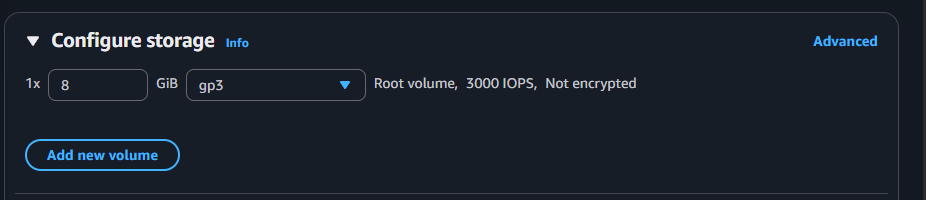 Configure storage Info Advanced
1x 8 GiB gp3 Root volume, 3000 IOPS, Not encrypted
Add new volume